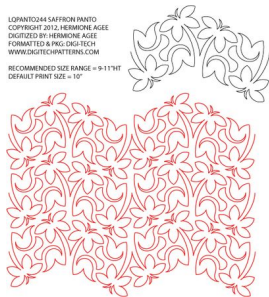 LQPANTO244 SAFFRON PANTO
COPYRIGHT 2012, HERMIONE AGEE
DIGITIZED BY: HERMIONE AGEE
FORMATTED & PKG: DIGI-TECH
WWW.DIGITECHPATTERNS.COM
RECOMMENDED SIZE RANGE = 9-11"HT
DEFAULT PRINT SIZE = 10"